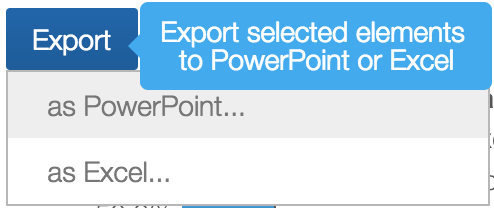 Export
Export selected elements
to PowerPoint or Excel
as PowerPoint...
as Excel...